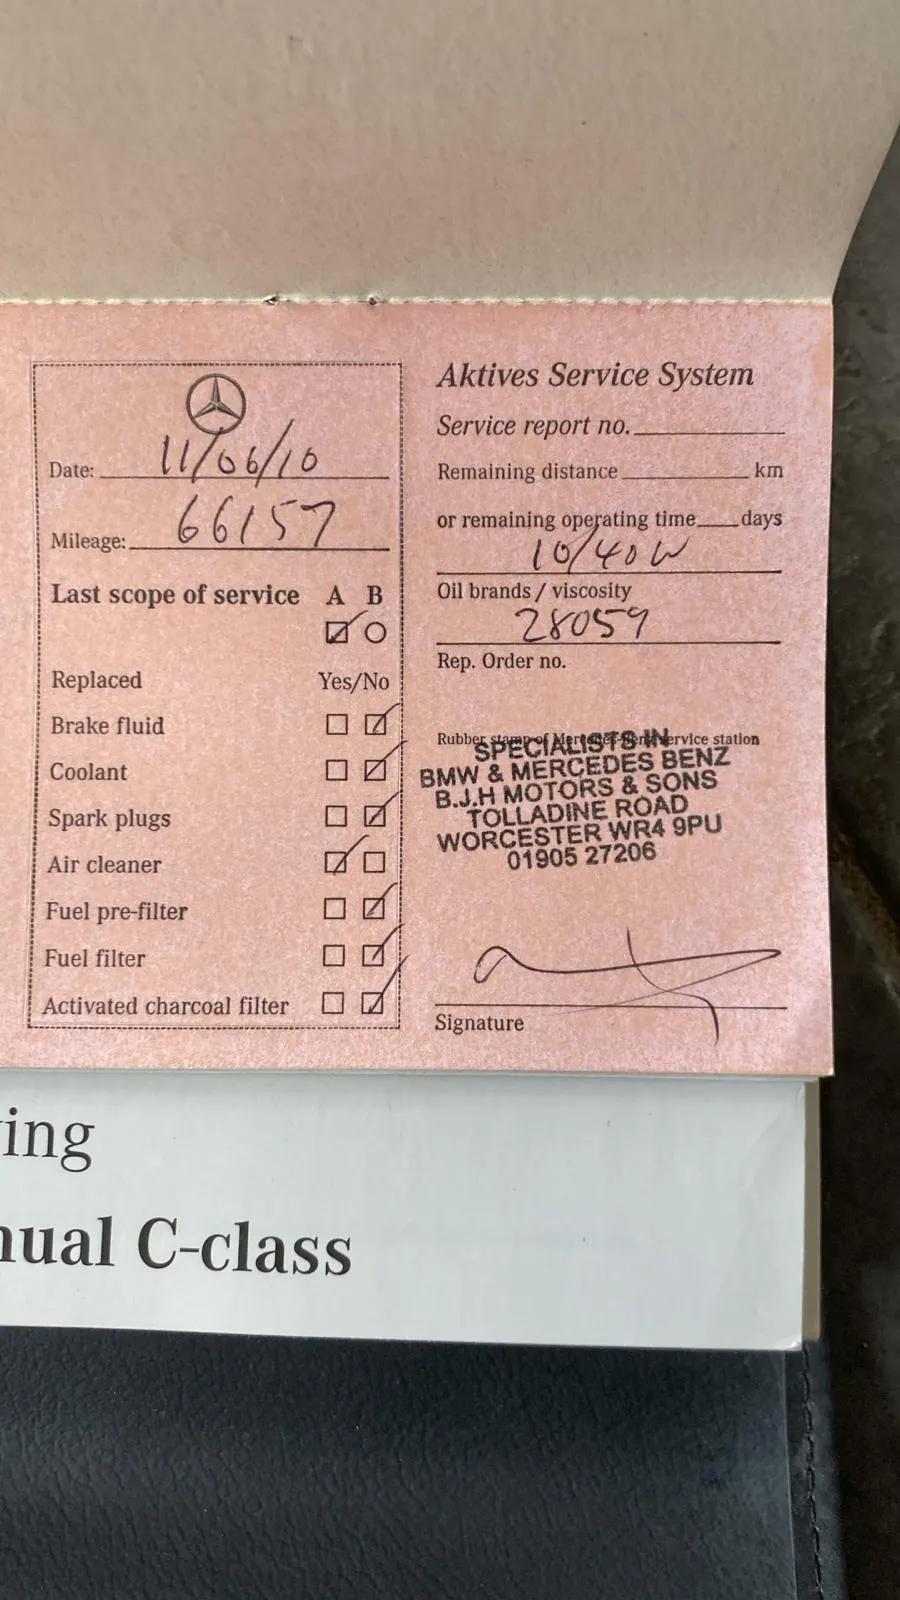 Date: 11/06/10
Mileage: 66157
Last scope of service A B
Replaced Yes/No
Brake fluid
Coolant
Spark plugs
Air cleaner
Fuel pre-filter
Fuel filter
Activated charcoal filter
Aktives Service System
Service report no.
Remaining distance km
or remaining operating time days
10/40W
Oil brands / viscosity
28059
Rep. Order no.
Rubber stamp of Mercedes-Benz service station
SPECIALISTS IN
BMW & MERCEDES BENZ
B.J.H MOTORS & SONS
TOLLADINE ROAD
WORCESTER WR4 9PU
01905 27206
Signature
ing
nual C-class